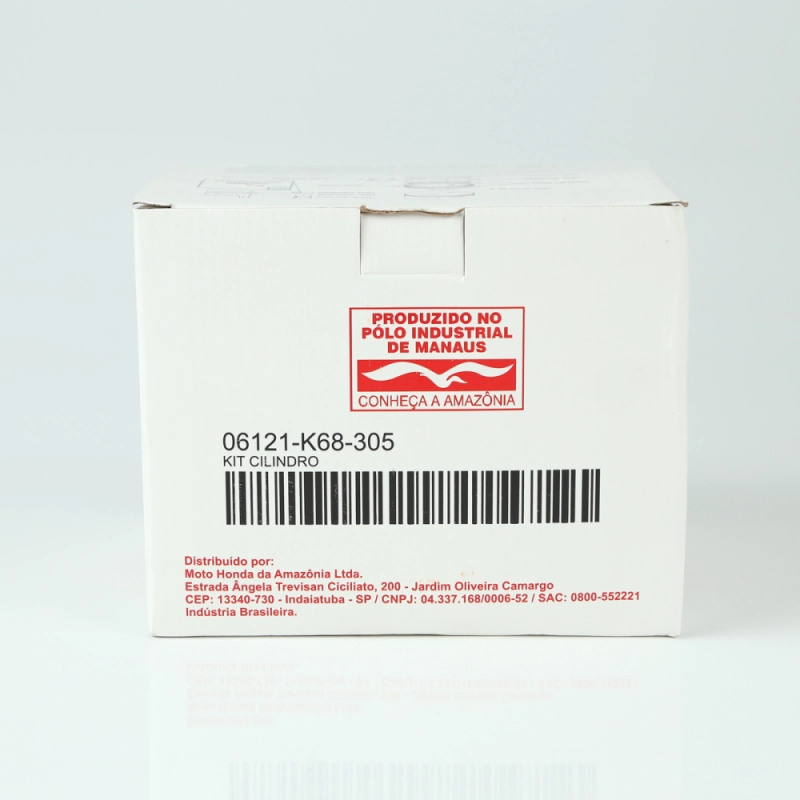 PRODUZIDO NO
PÓLO INDUSTRIAL
DE MANAUS
CONHEÇA A AMAZÔNIA
06121-K68-305
KIT CILINDRO
Distribuído por:
Moto Honda da Amazônia Ltda.
Estrada Ângela Trevisan Ciciliato, 200 - Jardim Oliveira Camargo
CEP: 13340-730 - Indaiatuba - SP / CNPJ: 04.337.168/0006-52 / SAC: 0800-552221
Indústria Brasileira.